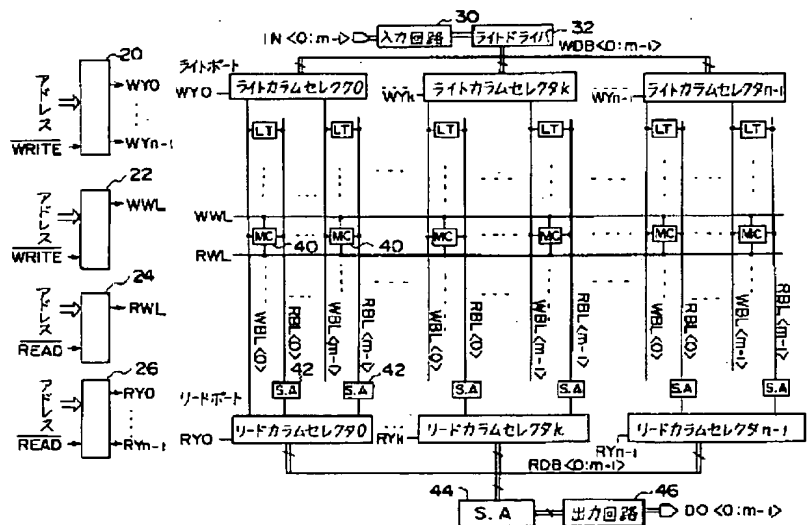 30
32
IN<0:m-1>
入力回路
ライトドライバ
WDB<0:m-1>
20
アドレス
WRITE
WY0
WYn-1
ライトポート
WY0
ライトカラムセレクタ0
WYk
ライトカラムセレクタk
WYn-1
ライトカラムセレクタn-1
LT
LT
LT
LT
LT
LT
22
アドレス
WRITE
WWL
WWL
MC
40
MC
40
MC
MC
MC
MC
RWL
24
アドレス
READ
RWL
WBL<0>
RBL<0>
WBL<m-1>
RBL<m-1>
WBL<0>
RBL<0>
WBL<m-1>
RBL<m-1>
WBL<0>
RBL<0>
WBL<m-1>
RBL<m-1>
26
アドレス
READ
RY0
RYn-1
S.A
42
S.A
42
S.A
S.A
S.A
S.A
リードポート
RY0
リードカラムセレクタ0
RYk
リードカラムセレクタk
RYn-1
リードカラムセレクタn-1
RDB<0:m-1>
44
S.A
46
出力回路
DO<0:m-1>